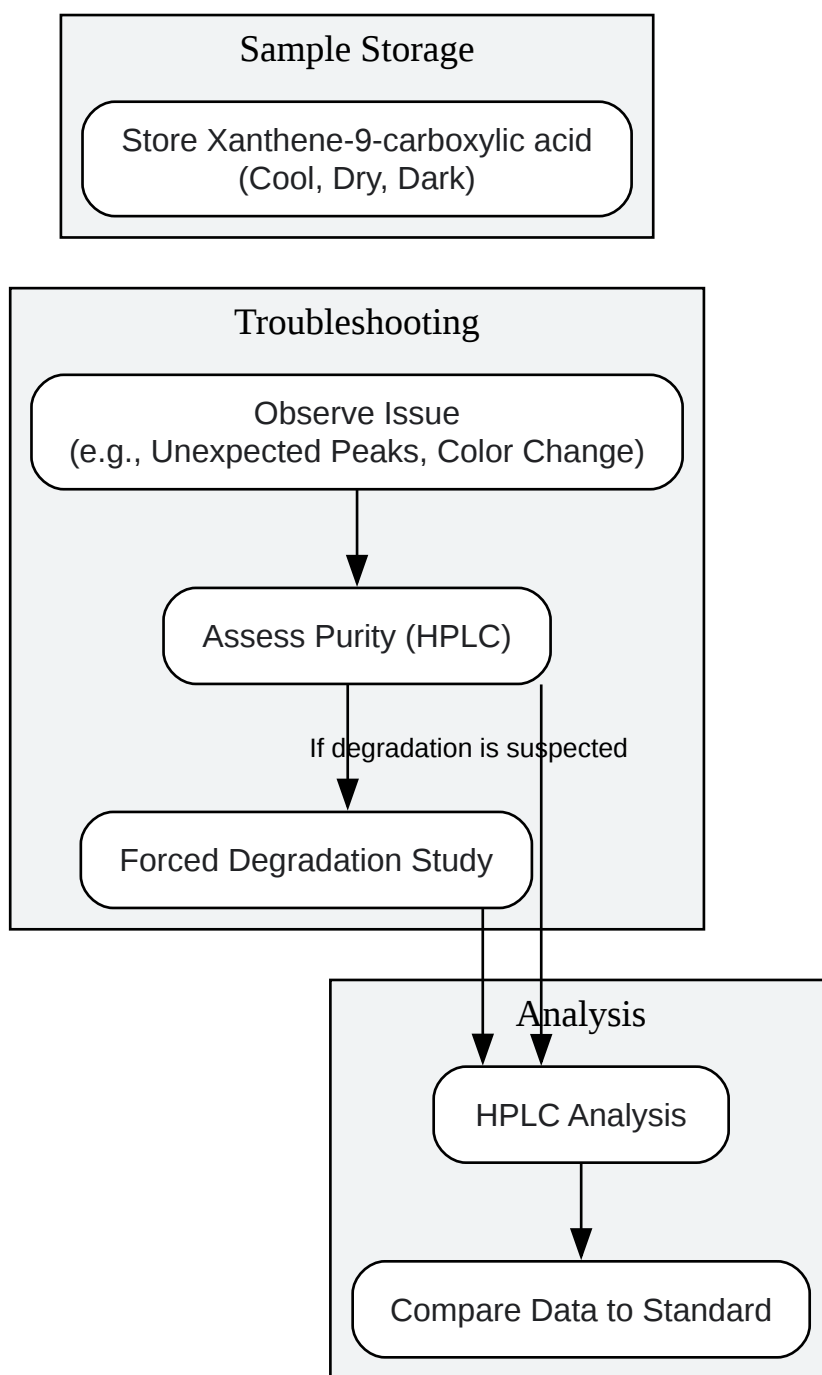 Sample Storage
Store Xanthene-9-carboxylic acid
(Cool, Dry, Dark)
Troubleshooting
Observe Issue
(e.g., Unexpected Peaks, Color Change)
Assess Purity (HPLC)
If degradation is suspected
Forced Degradation Study
Analysis
HPLC Analysis
Compare Data to Standard